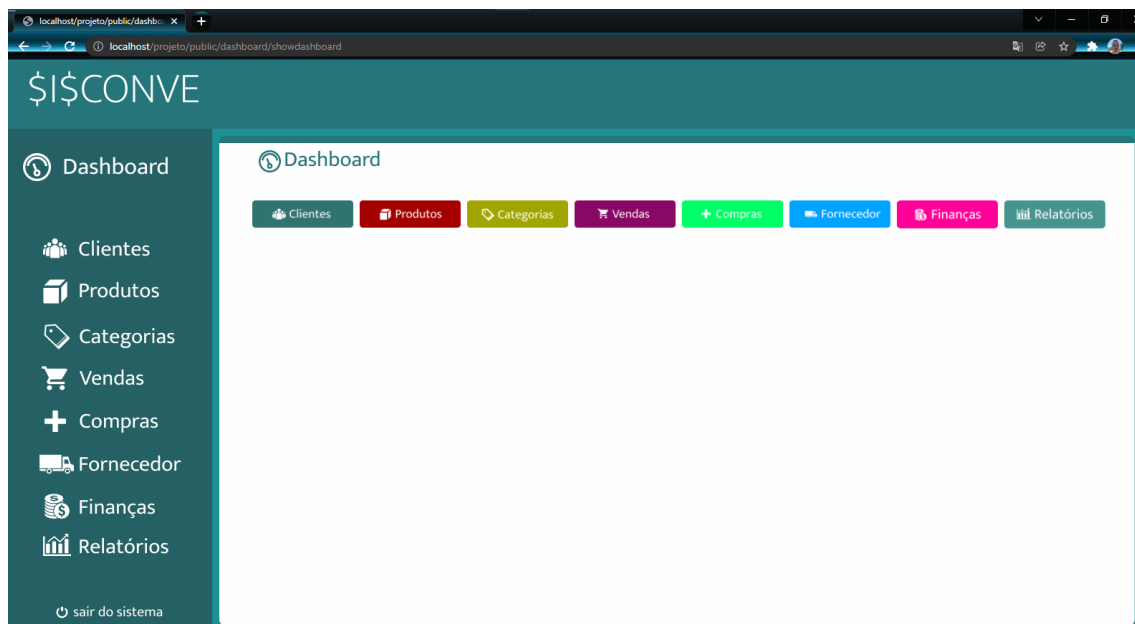 localhost/projeto/public/dashbo
localhost/projeto/public/dashboard/showdashboard
$I$CONVE
Dashboard
Clientes
Produtos
Categorias
Vendas
Compras
Fornecedor
Finanças
Relatórios
sair do sistema
Dashboard
Clientes Produtos Categorias Vendas Compras Fornecedor Finanças Relatórios